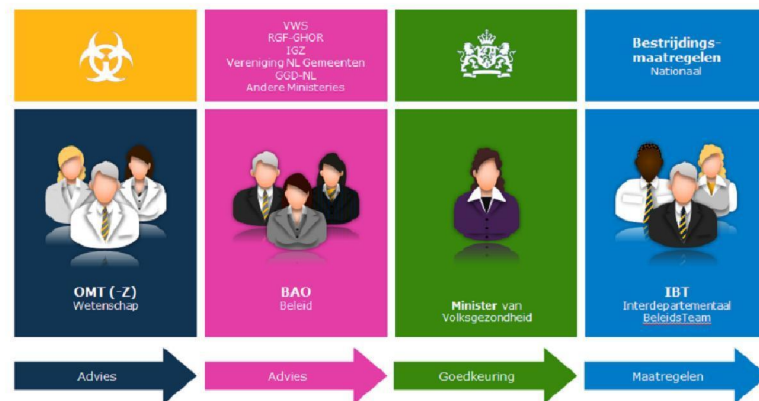 VWS
RGF-GHOR
IGZ
Vereniging NL Gemeenten
GGD-NL
Andere Ministeries
Bestrijdings-
maatregelen
Nationaal
OMT (-Z)
Wetenschap
BAO
Beleid
Minister van
Volksgezondheid
IBT
Interdepartementaal
BeleidsTeam
Advies
Advies
Goedkeuring
Maatregelen